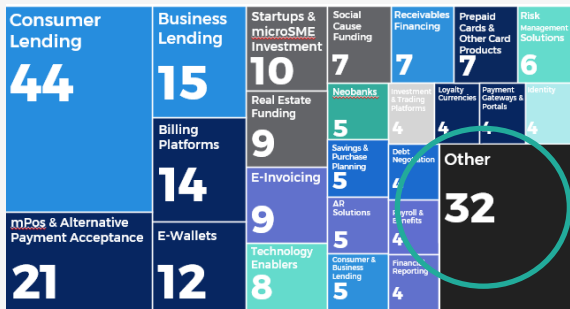 Consumer
Lending
44
mPos & Alternative
Payment Acceptance
21
Business
Lending
15
Billing
Platforms
14
E-Wallets
12
Startups &
microSME
Investment
10
Real Estate
Funding
9
E-Invoicing
9
Technology
Enablers
8
Social
Cause
Funding
7
Receivables
Financing
7
Prepaid
Cards &
Other Card
Products
7
Risk
Management
Solutions
6
Neobanks
5
Savings &
Purchase
Planning
5
AR
Solutions
5
Consumer &
Business
Lending
5
Investment
& Trading
Platforms
4
Loyalty
Currencies
4
Payment
Gateways &
Portals
4
Identity
4
Debt
Negotiation
4
Payroll &
Benefits
4
Financial
Reporting
4
Other
32